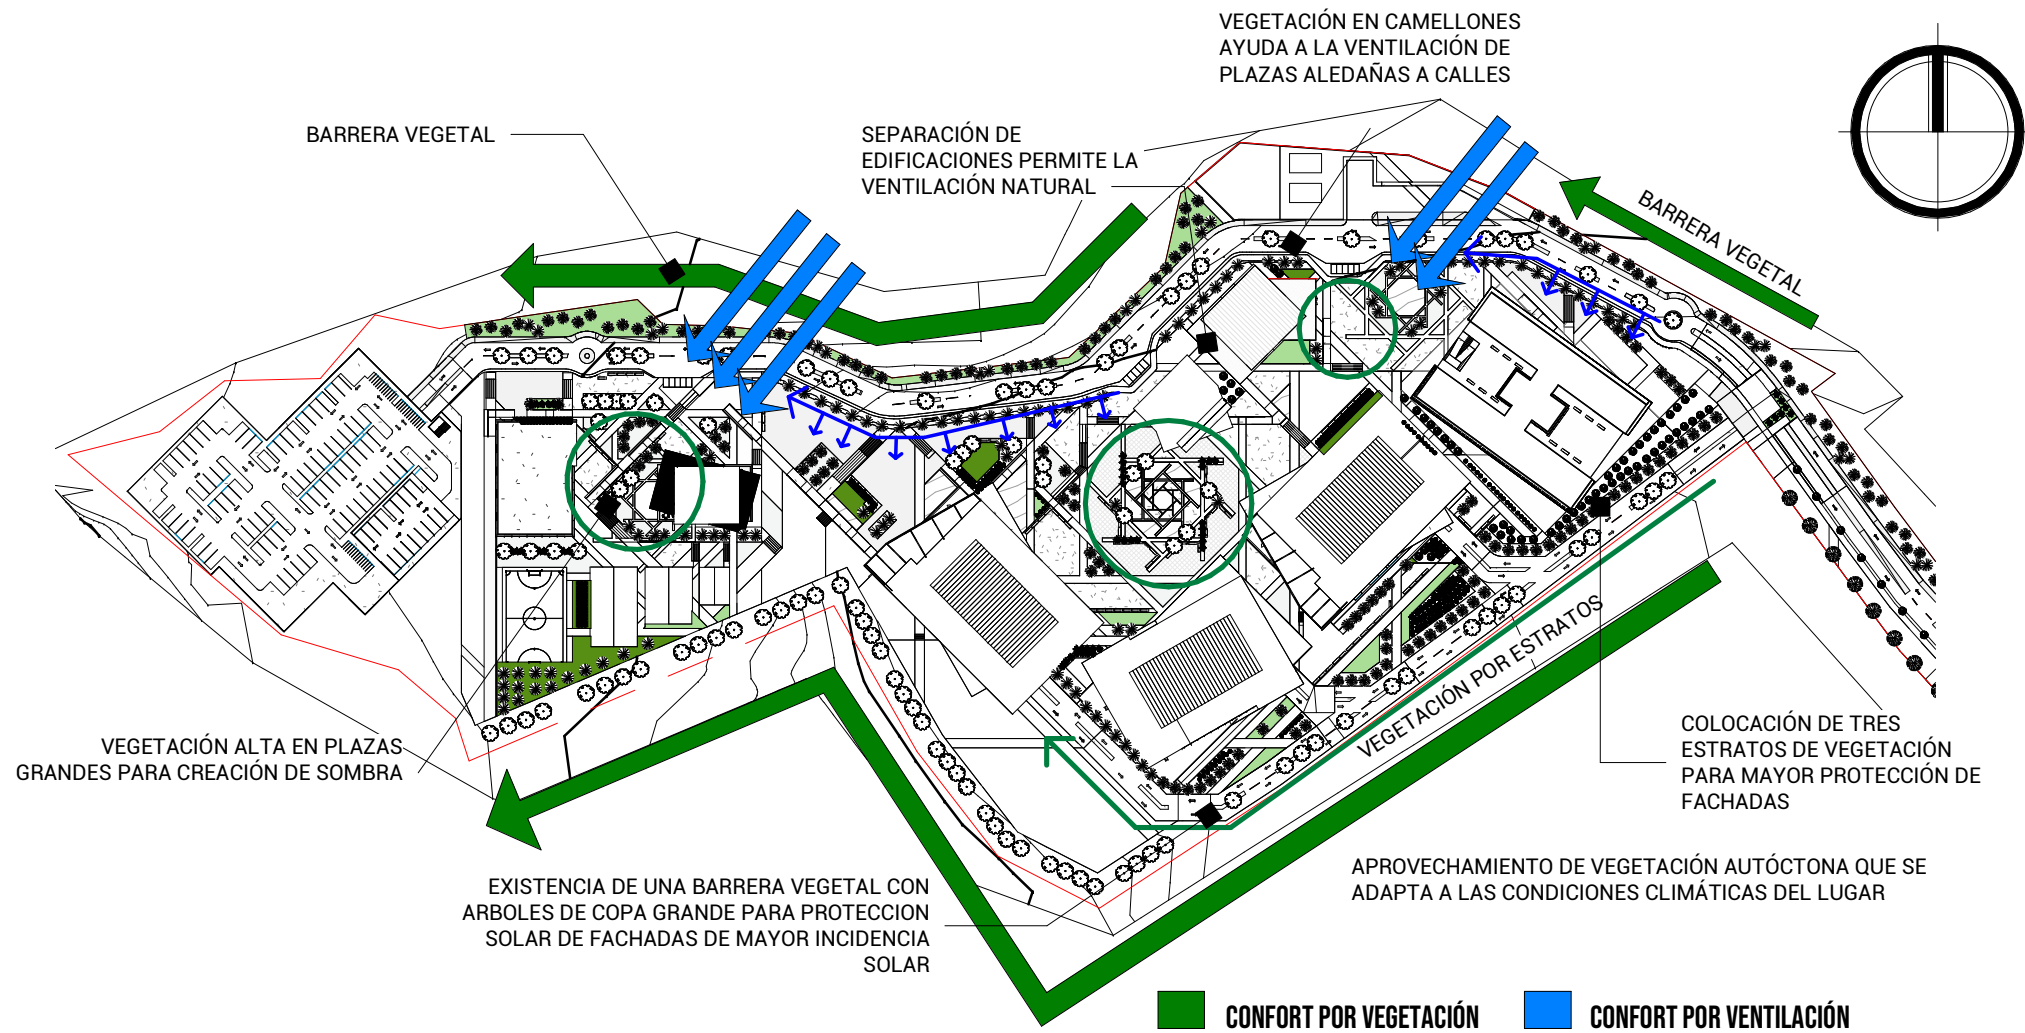 VEGETACIÓN EN CAMELLONES
AYUDA A LA VENTILACIÓN DE
PLAZAS ALEDAÑAS A CALLES
BARRERA VEGETAL
SEPARACIÓN DE
EDIFICACIONES PERMITE LA
VENTILACIÓN NATURAL
BARRERA VEGETAL
VEGETACIÓN POR ESTRATOS
VEGETACIÓN ALTA EN PLAZAS
GRANDES PARA CREACIÓN DE SOMBRA
COLOCACIÓN DE TRES
ESTRATOS DE VEGETACIÓN
PARA MAYOR PROTECCIÓN DE
FACHADAS
EXISTENCIA DE UNA BARRERA VEGETAL CON
ARBOLES DE COPA GRANDE PARA PROTECCION
SOLAR DE FACHADAS DE MAYOR INCIDENCIA
SOLAR
APROVECHAMIENTO DE VEGETACIÓN AUTÓCTONA QUE SE
ADAPTA A LAS CONDICIONES CLIMÁTICAS DEL LUGAR
CONFORT POR VEGETACIÓN
CONFORT POR VENTILACIÓN